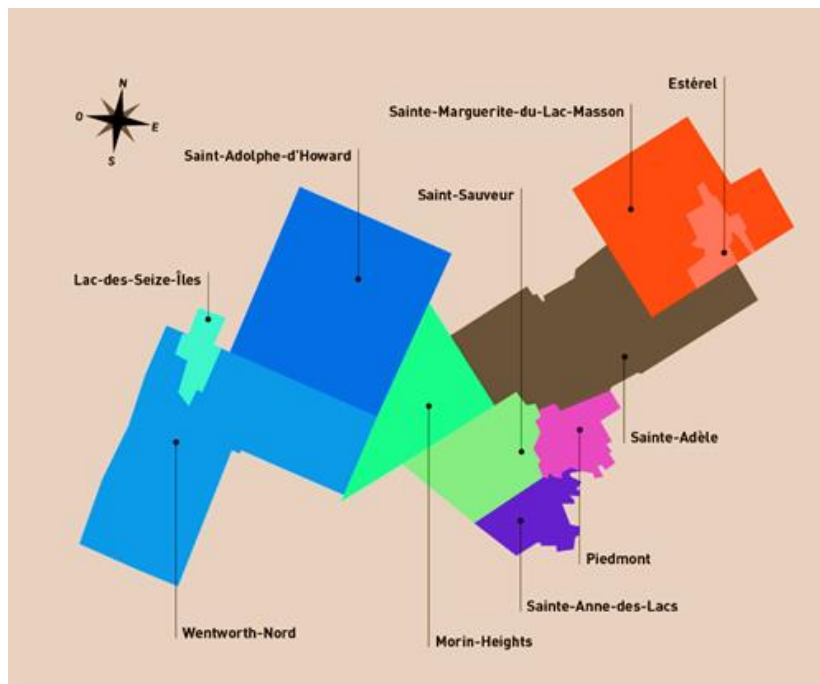 Estérel
N
O
E
S
Sainte-Marguerite-du-Lac-Masson
Saint-Adolphe-d'Howard
Saint-Sauveur
Lac-des-Seize-Îles
Sainte-Adèle
Piedmont
Sainte-Anne-des-Lacs
Wentworth-Nord
Morin-Heights